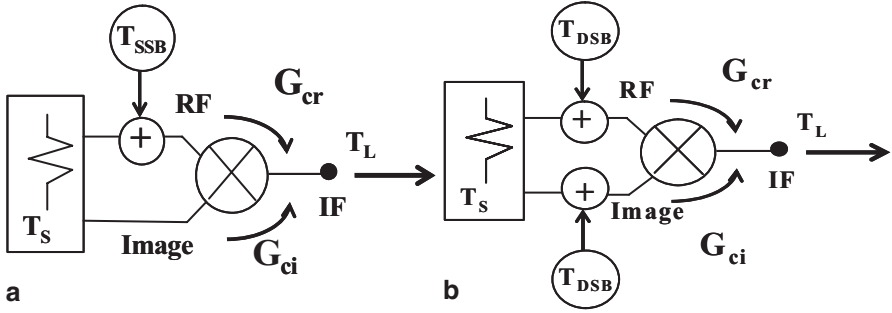 T_SSB
G_cr
RF
+
T_S
T_L
IF
Image
G_ci
a
T_DSB
G_cr
RF
+
T_S
T_L
+
IF
Image
G_ci
T_DSB
b